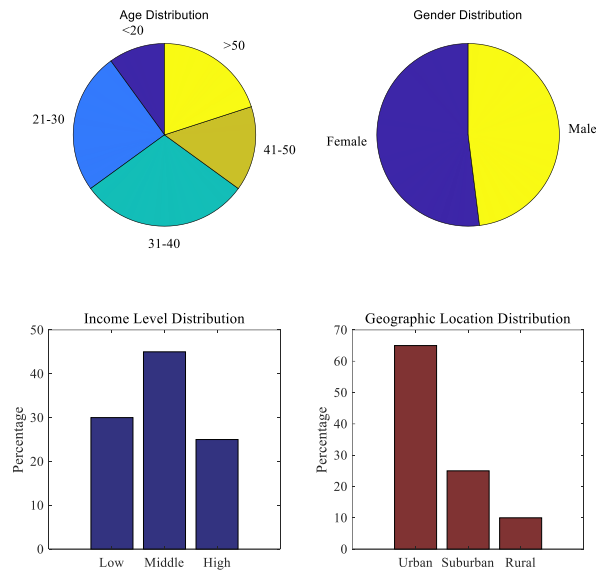 Age Distribution
<20
>50
21-30
41-50
31-40
Gender Distribution
Female
Male
Income Level Distribution
50
40
30
20
10
0
Percentage
Low Middle High
Geographic Location Distribution
70
60
50
40
30
20
10
0
Percentage
Urban Suburban Rural